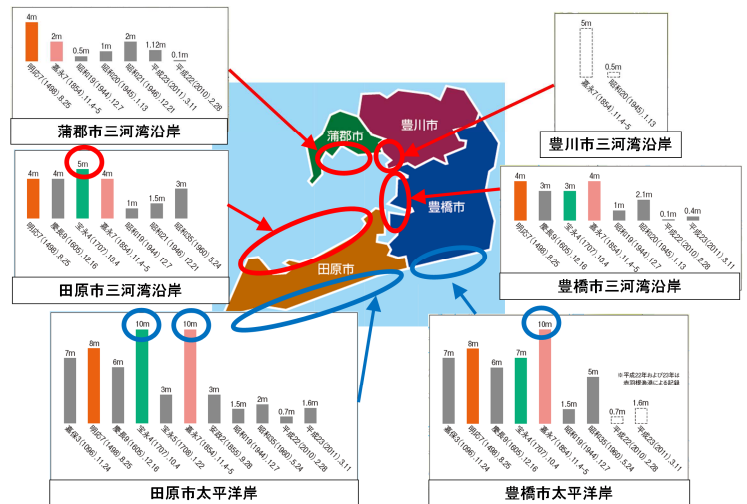 4m
2m
0.5m
1m
2m
1.12m
0.1m
明応7(1498).8.25
嘉永7(1854).11.4-5
昭和19(1944).12.7
昭和20(1945).1.13
昭和21(1946).12.21
平成23(2011).3.11
平成22(2010).2.28
蒲郡市三河湾沿岸
5m
0.5m
嘉永7(1854).11.4-5
昭和20(1945).1.13
豊川市三河湾沿岸
蒲郡市
豊川市
豊橋市
田原市
4m
4m
5m
4m
1m
1.5m
3m
明応7(1498).8.25
慶長9(1605).12.16
宝永4(1707).10.4
嘉永7(1854).11.4-5
昭和19(1944).12.7
昭和21(1946).12.21
昭和35(1960).5.24
田原市三河湾沿岸
4m
3m
3m
4m
1m
2.1m
0.1m
0.4m
明応7(1498).8.25
慶長9(1605).12.16
宝永4(1707).10.4
嘉永7(1854).11.4-5
昭和19(1944).12.7
昭和20(1945).1.13
平成22(2010).2.28
平成23(2011).3.11
豊橋市三河湾沿岸
7m
8m
6m
10m
3m
10m
3m
1.5m
2m
0.7m
1.6m
嘉保3(1096).11.24
明応7(1498).8.25
慶長9(1605).12.16
宝永4(1707).10.4
宝永5(1708).1.22
嘉永7(1854).11.4-5
安政2(1855).9.28
昭和19(1944).12.7
昭和35(1960).5.24
平成22(2010).2.28
平成23(2011).3.11
田原市太平洋岸
7m
8m
6m
7m
10m
1.5m
5m
0.7m
1.6m
※平成22年および23年は
赤羽根漁港による記録
嘉保3(1096).11.24
明応7(1498).8.25
慶長9(1605).12.16
宝永4(1707).10.4
嘉永7(1854).11.4-5
昭和19(1944).12.7
昭和35(1960).5.24
平成22(2010).2.28
平成23(2011).3.11
豊橋市太平洋岸